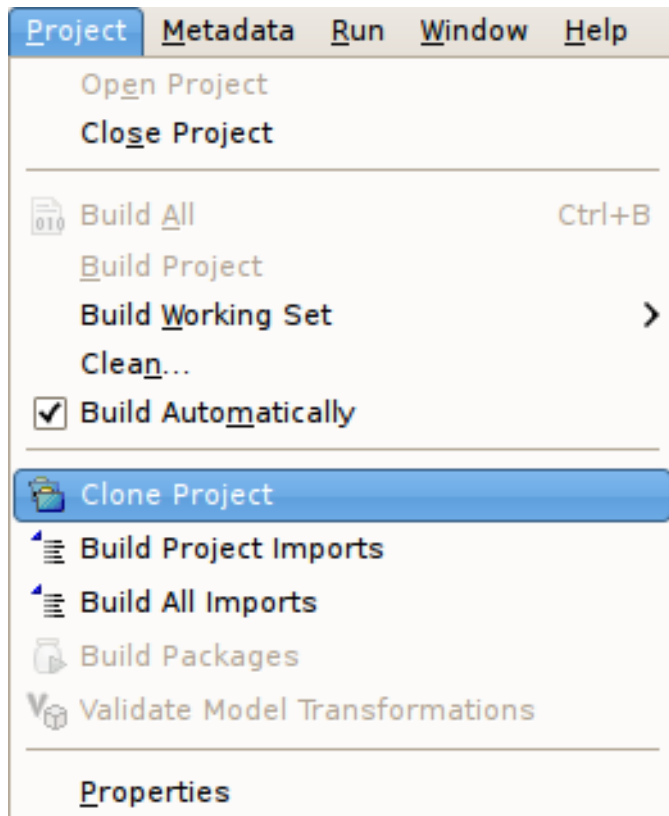 Project Metadata Run Window Help
Open Project
Close Project
Build All Ctrl+B
Build Project
Build Working Set
Clean...
Build Automatically
Clone Project
Build Project Imports
Build All Imports
Build Packages
Validate Model Transformations
Properties